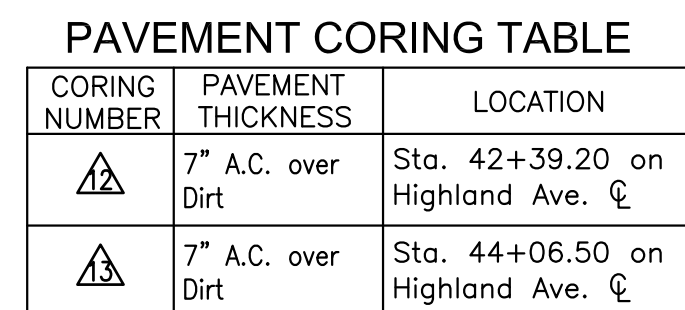 PAVEMENT CORING TABLE
CORING NUMBER
PAVEMENT THICKNESS
LOCATION
12
7” A.C. over
Dirt
Sta. 42+39.20 on
Highland Ave. ℄
13
7” A.C. over
Dirt
Sta. 44+06.50 on
Highland Ave. ℄